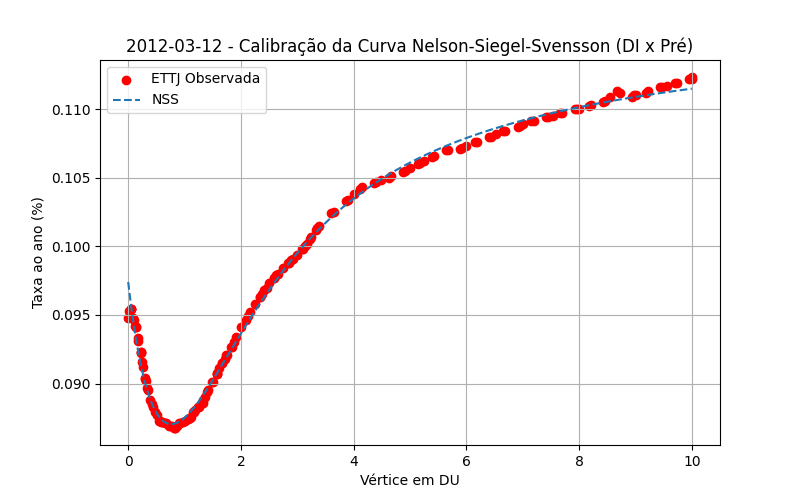 2012-03-12 - Calibração da Curva Nelson-Siegel-Svensson (DI x Pré)
ETTJ Observada
NSS
Taxa ao ano (%)
0.110
0.105
0.100
0.095
0.090
0 2 4 6 8 10
Vértice em DU